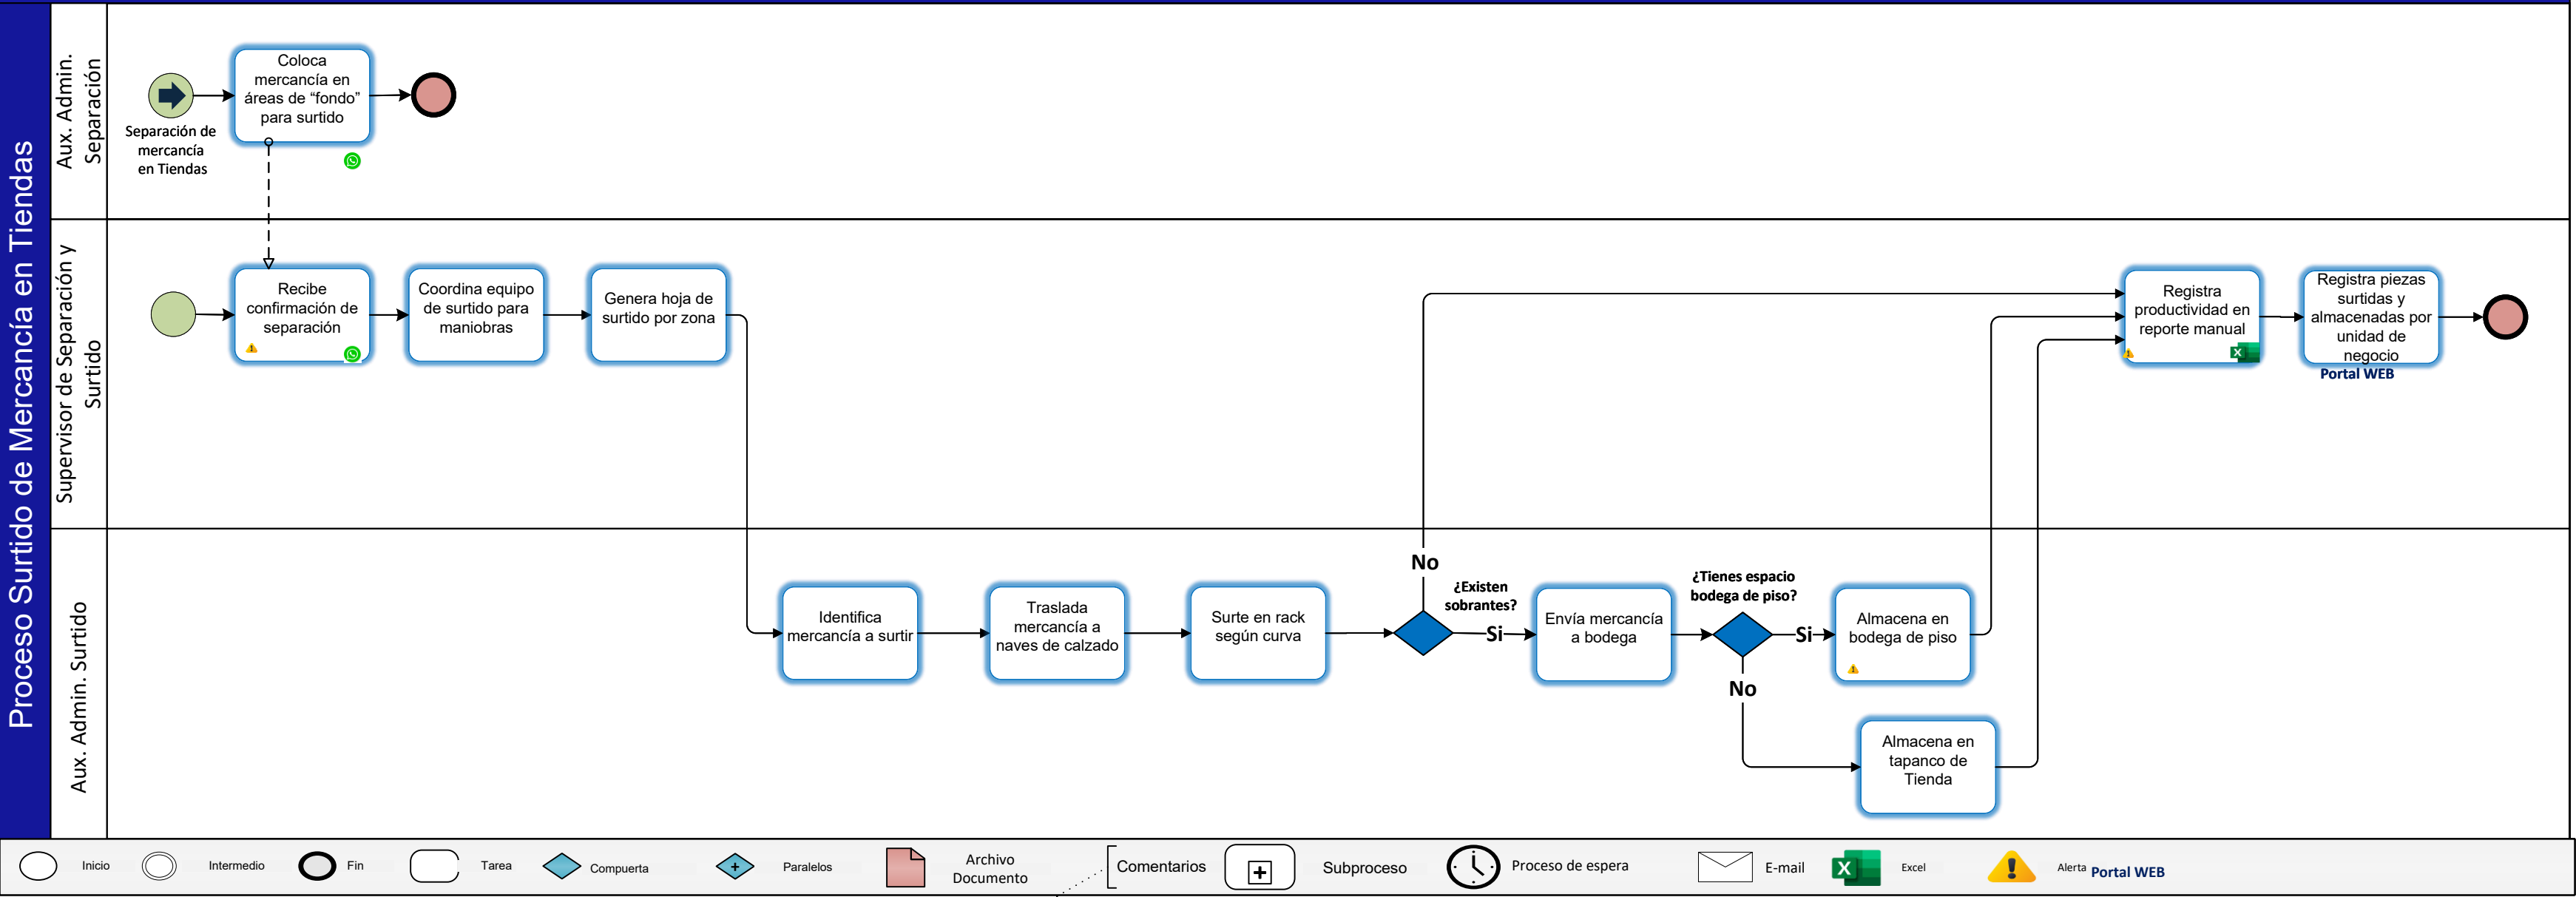 Proceso Surtido de Mercancía en Tiendas
Aux. Admin.
Separación
Separación de
mercancía
en Tiendas
Coloca
mercancía en
áreas de “fondo”
para surtido
Supervisor de Separación y
Surtido
Recibe
confirmación de
separación
Coordina equipo
de surtido para
maniobras
Genera hoja de
surtido por zona
Registra
productividad en
reporte manual
Registra piezas
surtidas y
almacenadas por
unidad de
negocio
Portal WEB
Aux. Admin. Surtido
Identifica
mercancía a surtir
Traslada
mercancía a
naves de calzado
Surte en rack
según curva
No
¿Existen
sobrantes?
Si
Envía mercancía
a bodega
¿Tienes espacio
bodega de piso?
Si
No
Almacena en
bodega de piso
Almacena en
tapanco de
Tienda
Inicio
Intermedio
Fin
Tarea
Compuerta
Paralelos
Archivo
Documento
Comentarios
Subproceso
Proceso de espera
E-mail
X
Excel
Alerta
Portal WEB